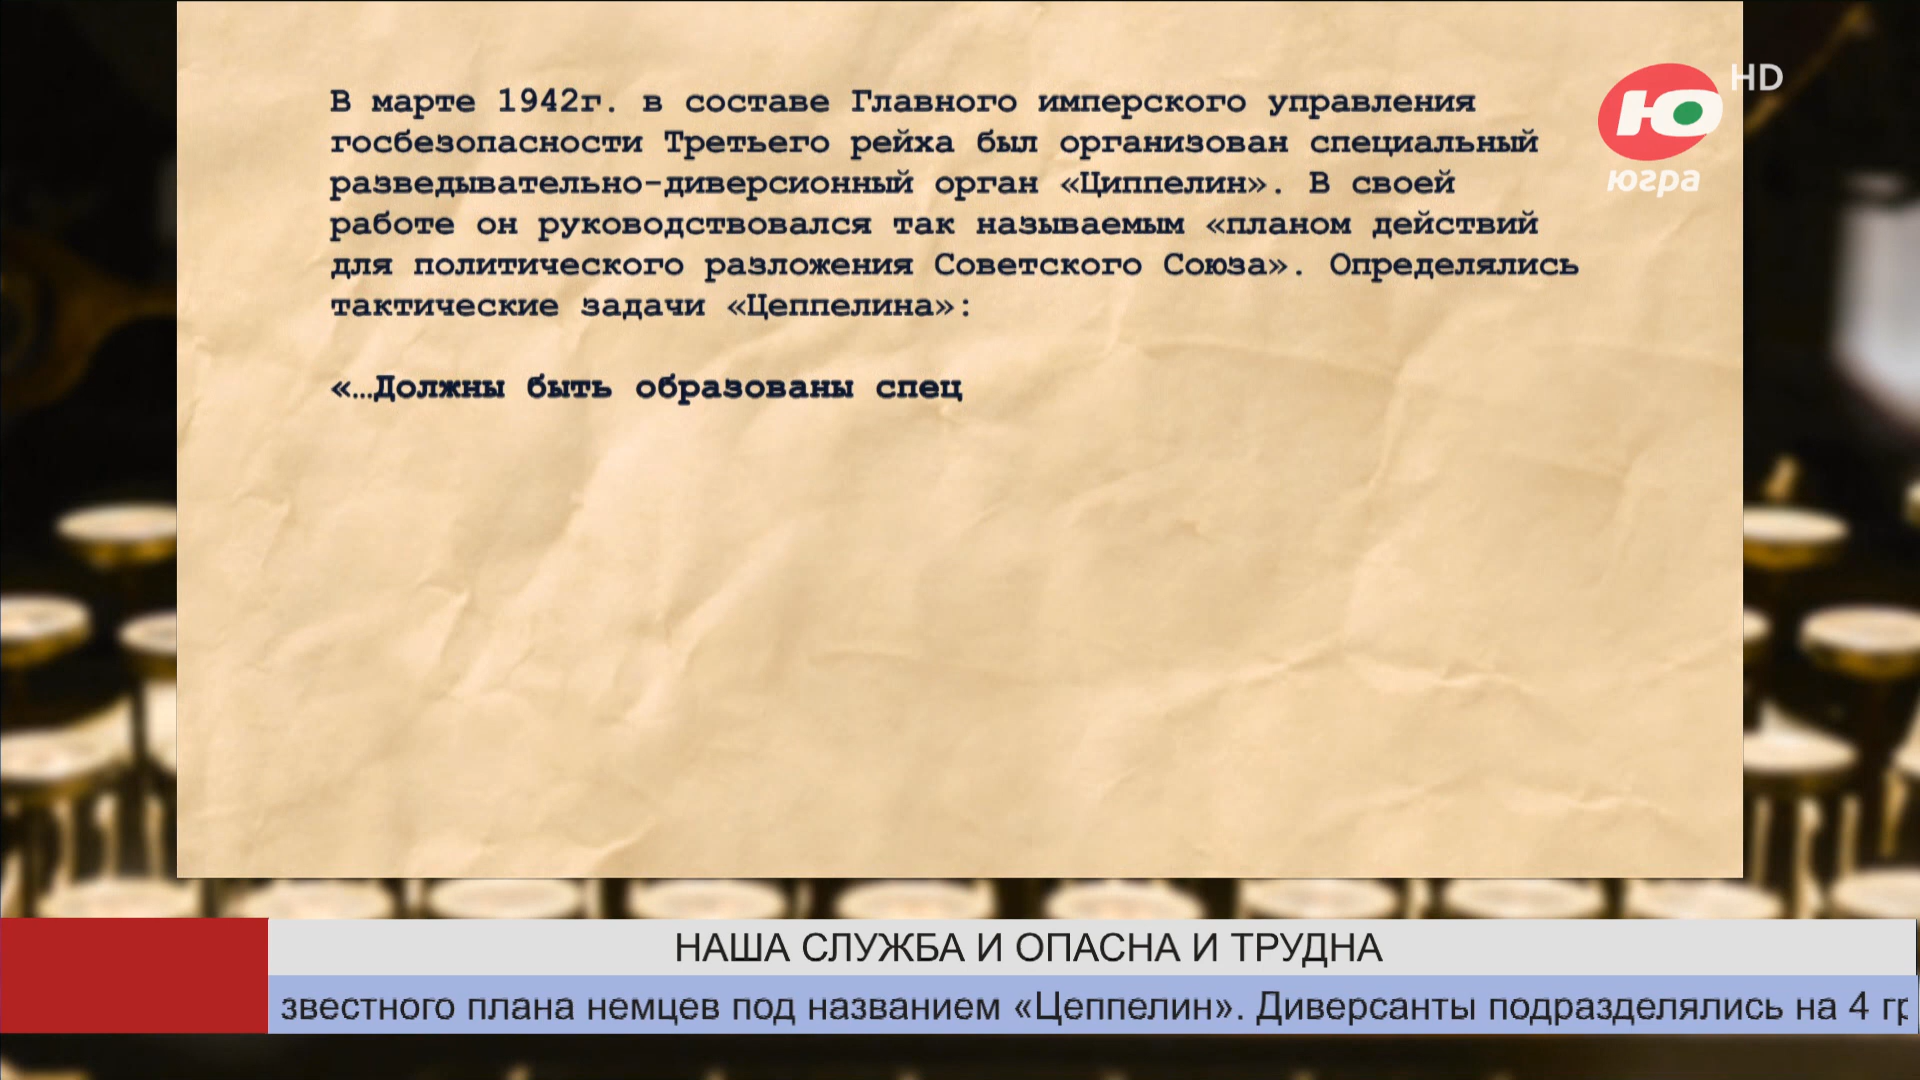 В марте 1942г. в составе Главного имперского управления
госбезопасности Третьего рейха был организован специальный
разведывательно-диверсионный орган «Циппелин». В своей
работе он руководствовался так называемым «планом действий
для политического разложения Советского Союза». Определялись
тактические задачи «Цеппелина»:
«…Должны быть образованы спец
HD
Ю
югра
НАША СЛУЖБА И ОПАСНА И ТРУДНА
звестного плана немцев под названием «Цеппелин». Диверсанты подразделялись на 4 гр